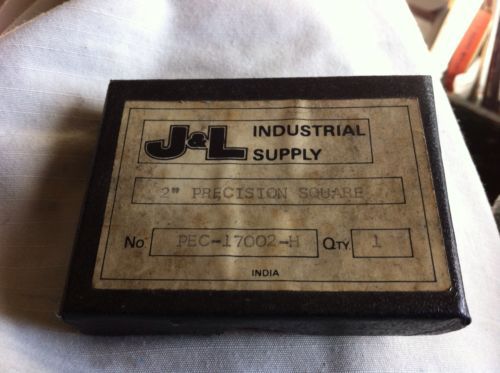 J&L INDUSTRIAL SUPPLY
2" PRECISION SQUARE
No PEC-17002-H QTY 1
INDIA